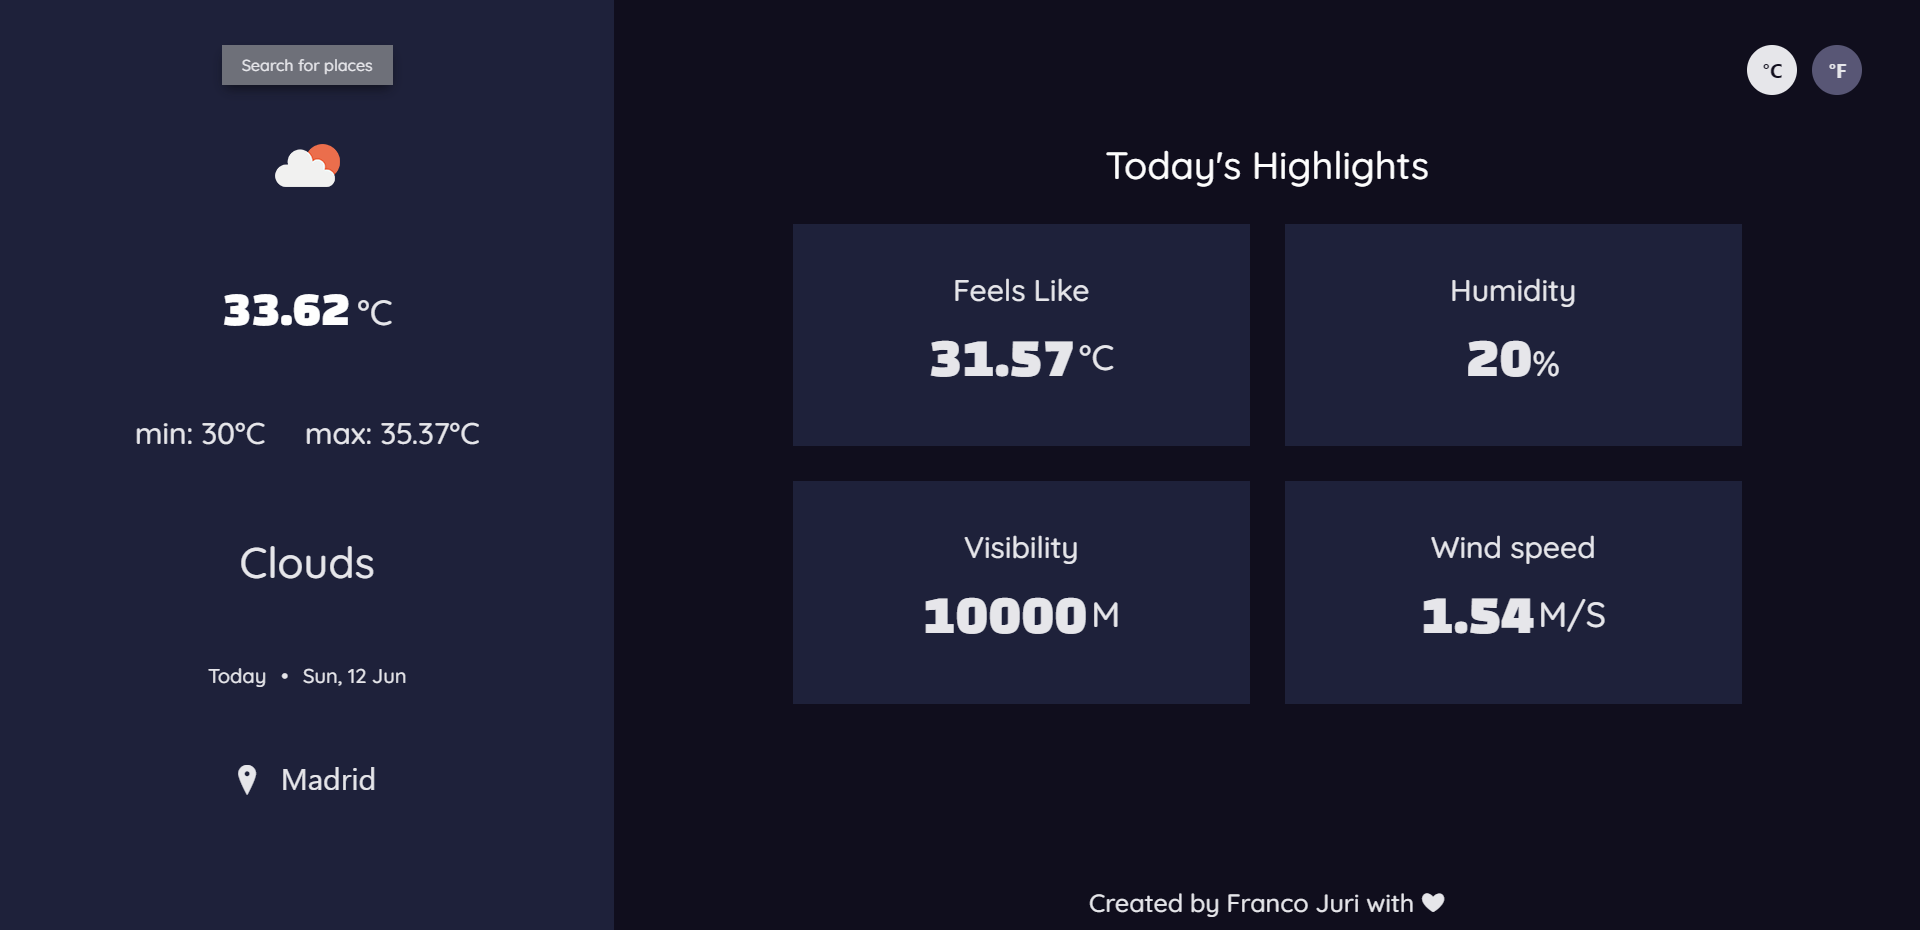 Search for places
33.62 °C
min: 30°C max: 35.37°C
Clouds
Today • Sun, 12 Jun
Madrid
°C °F
Today's Highlights
Feels Like
31.57 °C
Humidity
20%
Visibility
10000 M
Wind speed
1.54 M/S
Created by Franco Juri with